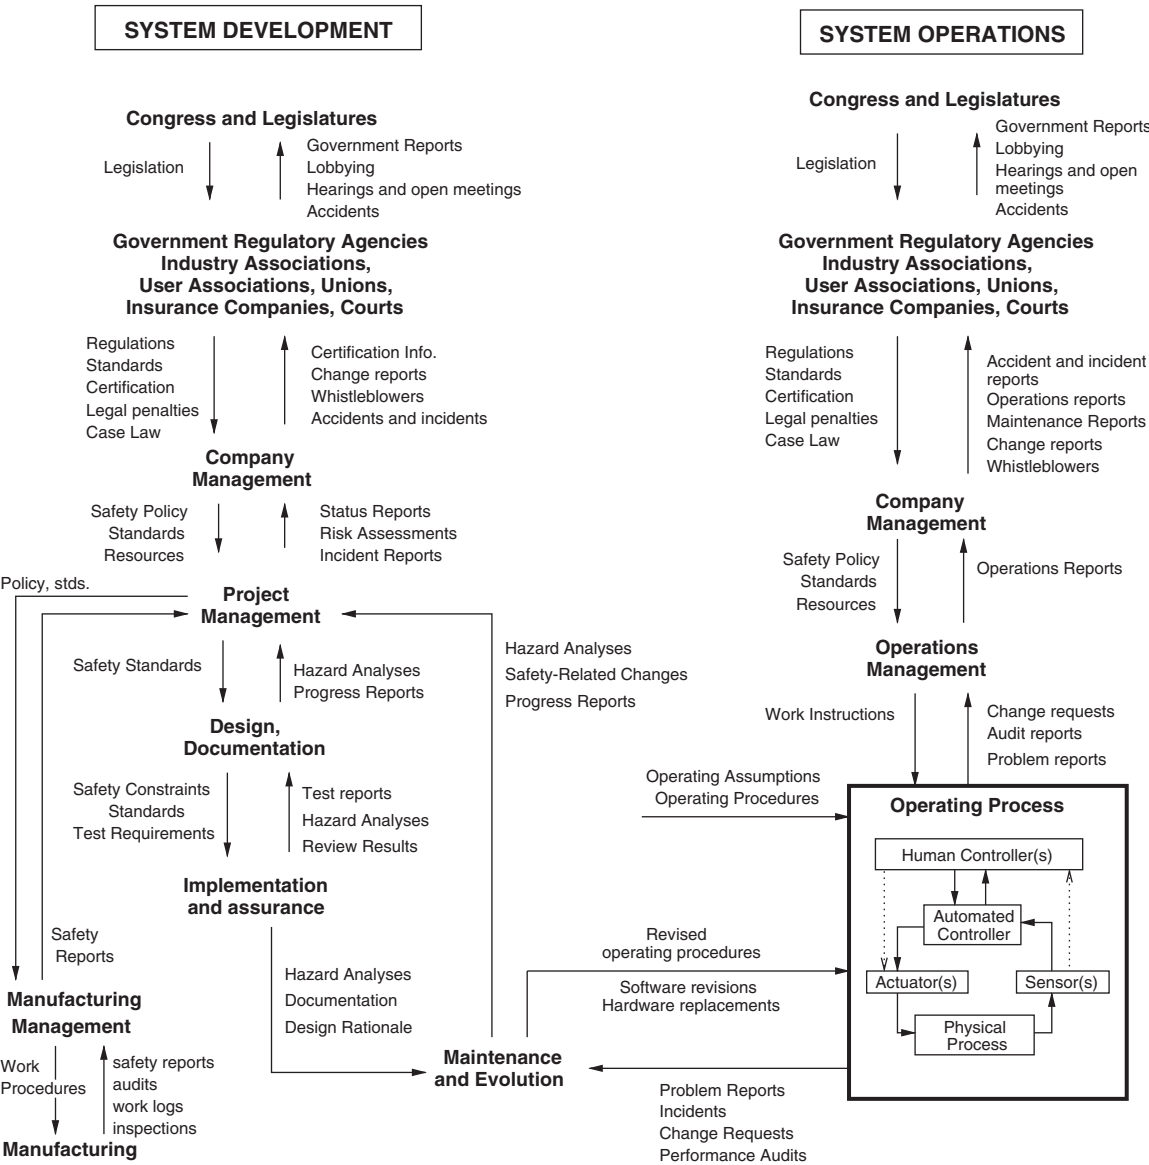 SYSTEM DEVELOPMENT
Congress and Legislatures
Legislation
Government Reports
Lobbying
Hearings and open meetings
Accidents
Government Regulatory Agencies
Industry Associations,
User Associations, Unions,
Insurance Companies, Courts
Regulations
Standards
Certification
Legal penalties
Case Law
Certification Info.
Change reports
Whistleblowers
Accidents and incidents
Company
Management
Safety Policy
Standards
Resources
Status Reports
Risk Assessments
Incident Reports
Policy, stds.
Project
Management
Safety Standards
Hazard Analyses
Progress Reports
Hazard Analyses
Safety-Related Changes
Progress Reports
Design,
Documentation
Safety Constraints
Standards
Test Requirements
Test reports
Hazard Analyses
Review Results
Implementation
and assurance
Safety
Reports
Hazard Analyses
Documentation
Design Rationale
Manufacturing
Management
Work
Procedures
safety reports
audits
work logs
inspections
Manufacturing
Maintenance
and Evolution
SYSTEM OPERATIONS
Congress and Legislatures
Legislation
Government Reports
Lobbying
Hearings and open
meetings
Accidents
Government Regulatory Agencies
Industry Associations,
User Associations, Unions,
Insurance Companies, Courts
Regulations
Standards
Certification
Legal penalties
Case Law
Accident and incident
reports
Operations reports
Maintenance Reports
Change reports
Whistleblowers
Company
Management
Safety Policy
Standards
Resources
Operations Reports
Operations
Management
Work Instructions
Change requests
Audit reports
Problem reports
Operating Assumptions
Operating Procedures
Operating Process
Human Controller(s)
Automated
Controller
Actuator(s)
Sensor(s)
Physical
Process
Revised
operating procedures
Software revisions
Hardware replacements
Problem Reports
Incidents
Change Requests
Performance Audits